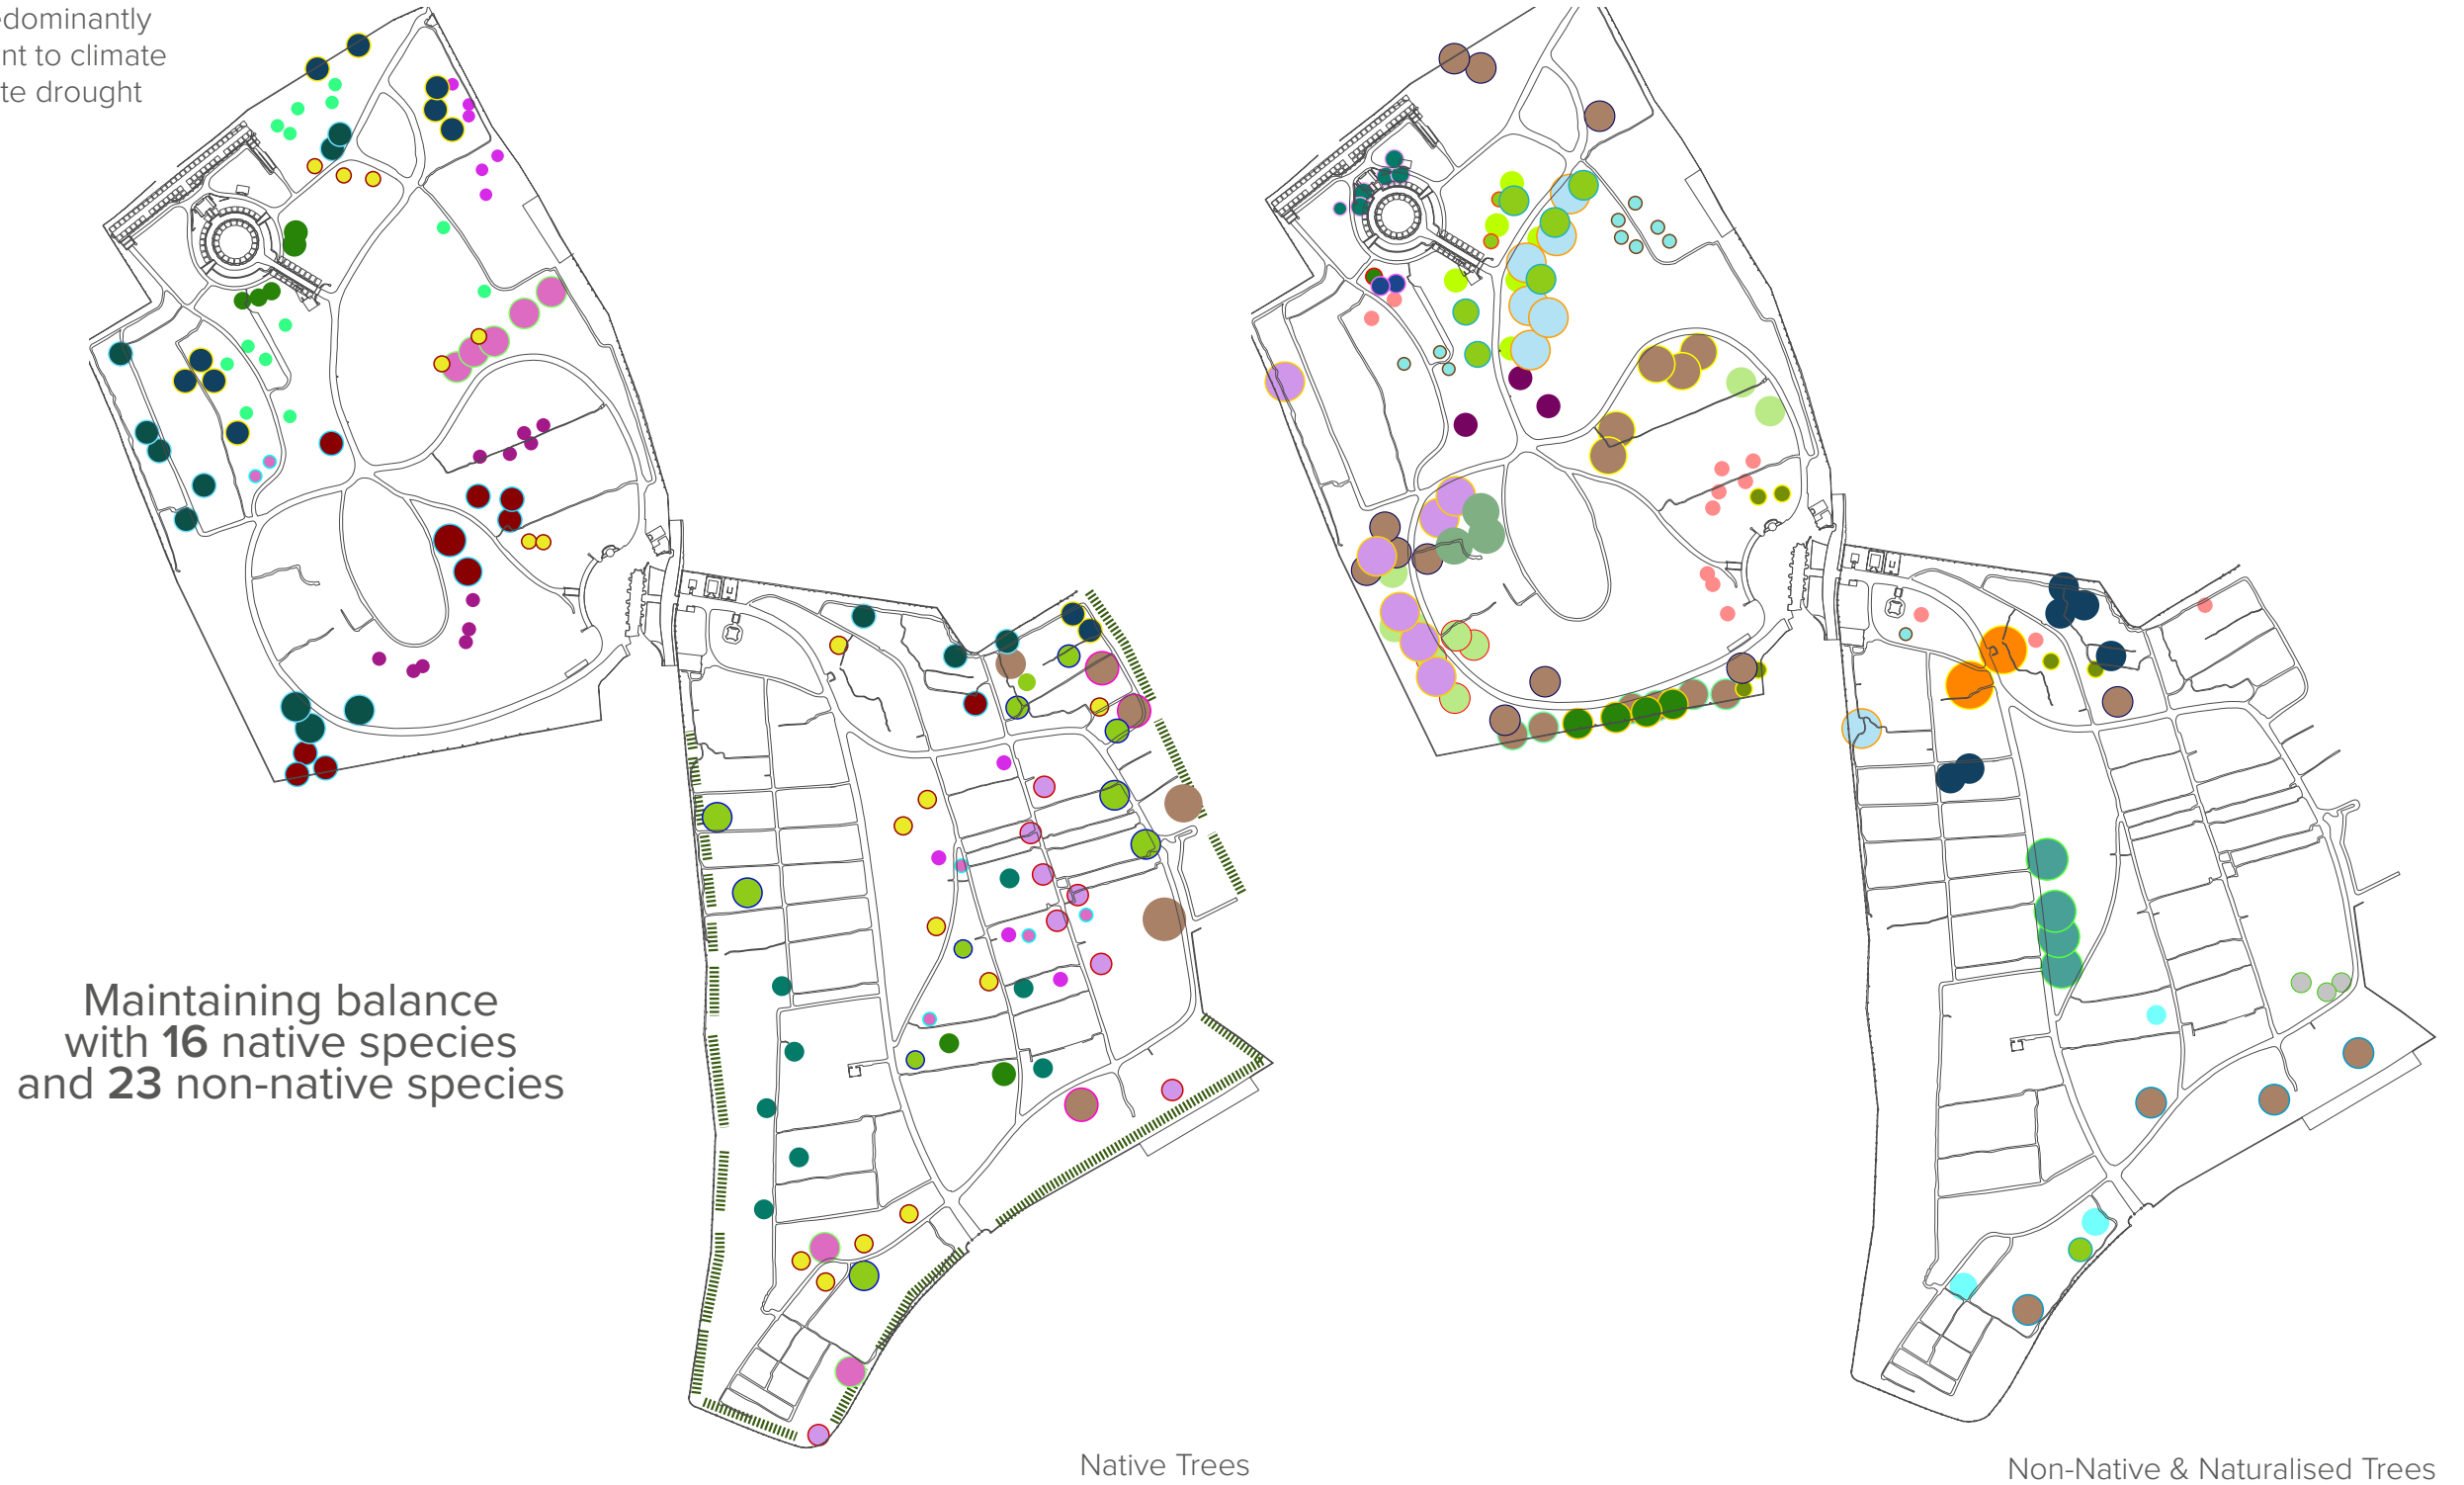 edominantly
nt to climate
te drought
Maintaining balance
with 16 native species
and 23 non-native species
Native Trees
Non-Native & Naturalised Trees